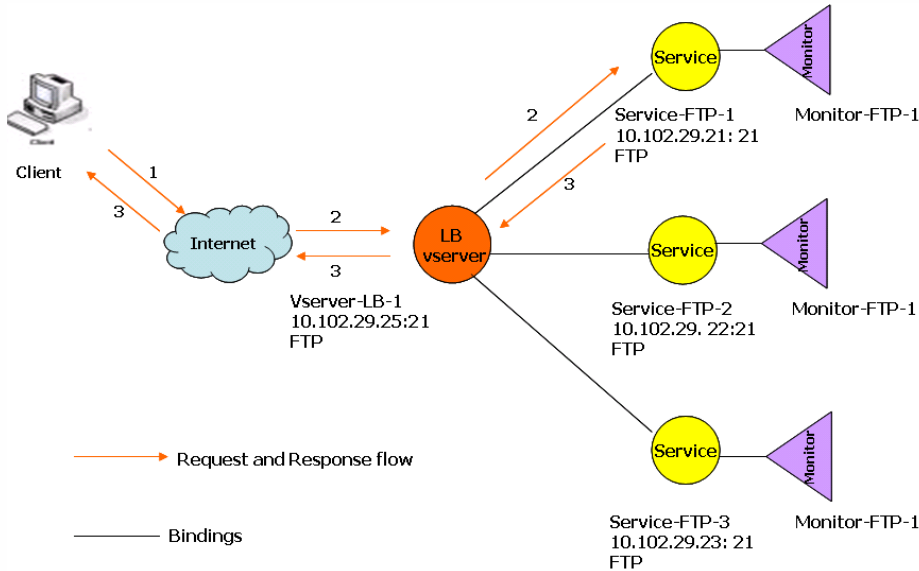 Service
Monitor
Service-FTP-1
10.102.29.21: 21
FTP
Monitor-FTP-1
2
3
Client
Client
1
3
Internet
2
3
LB
vserver
Vserver-LB-1
10.102.29.25:21
FTP
Service
Monitor
Service-FTP-2
10.102.29. 22:21
FTP
Monitor-FTP-1
Service
Monitor
Service-FTP-3
10.102.29.23: 21
FTP
Monitor-FTP-1
Request and Response flow
Bindings